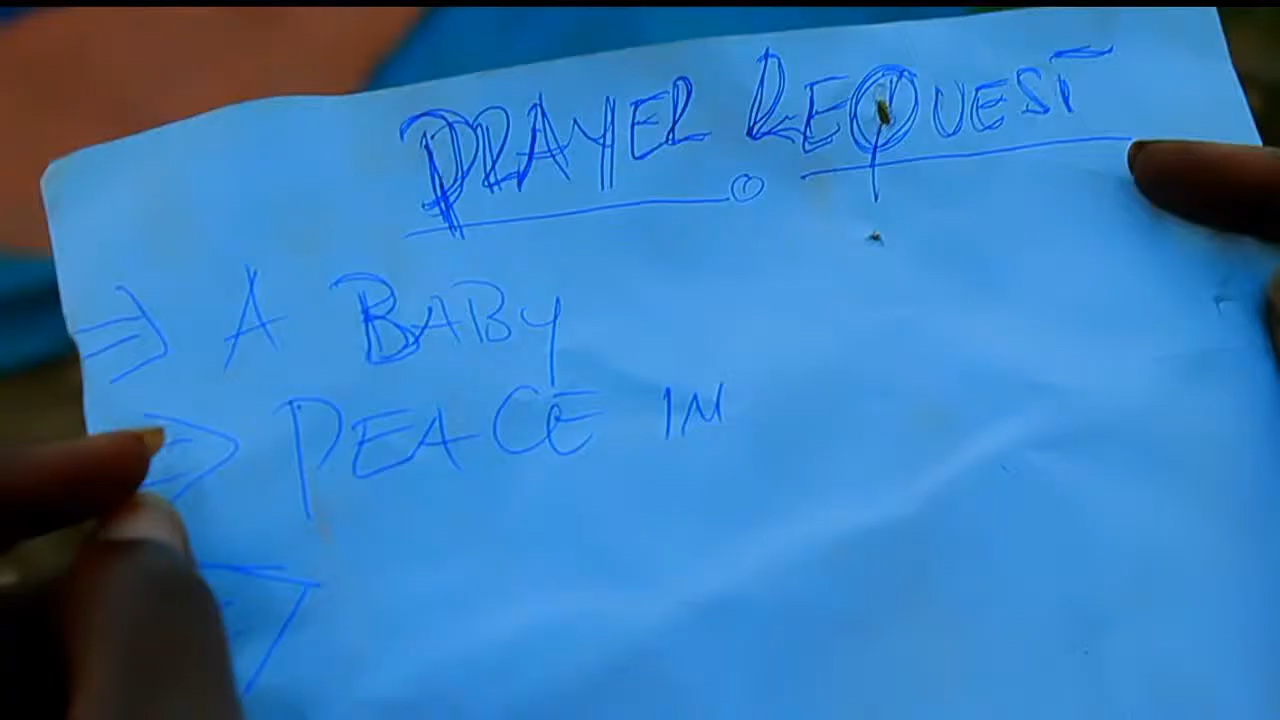 PRAYER REQUEST
⇒ A BABY
⇒ PEACE IN
⇒